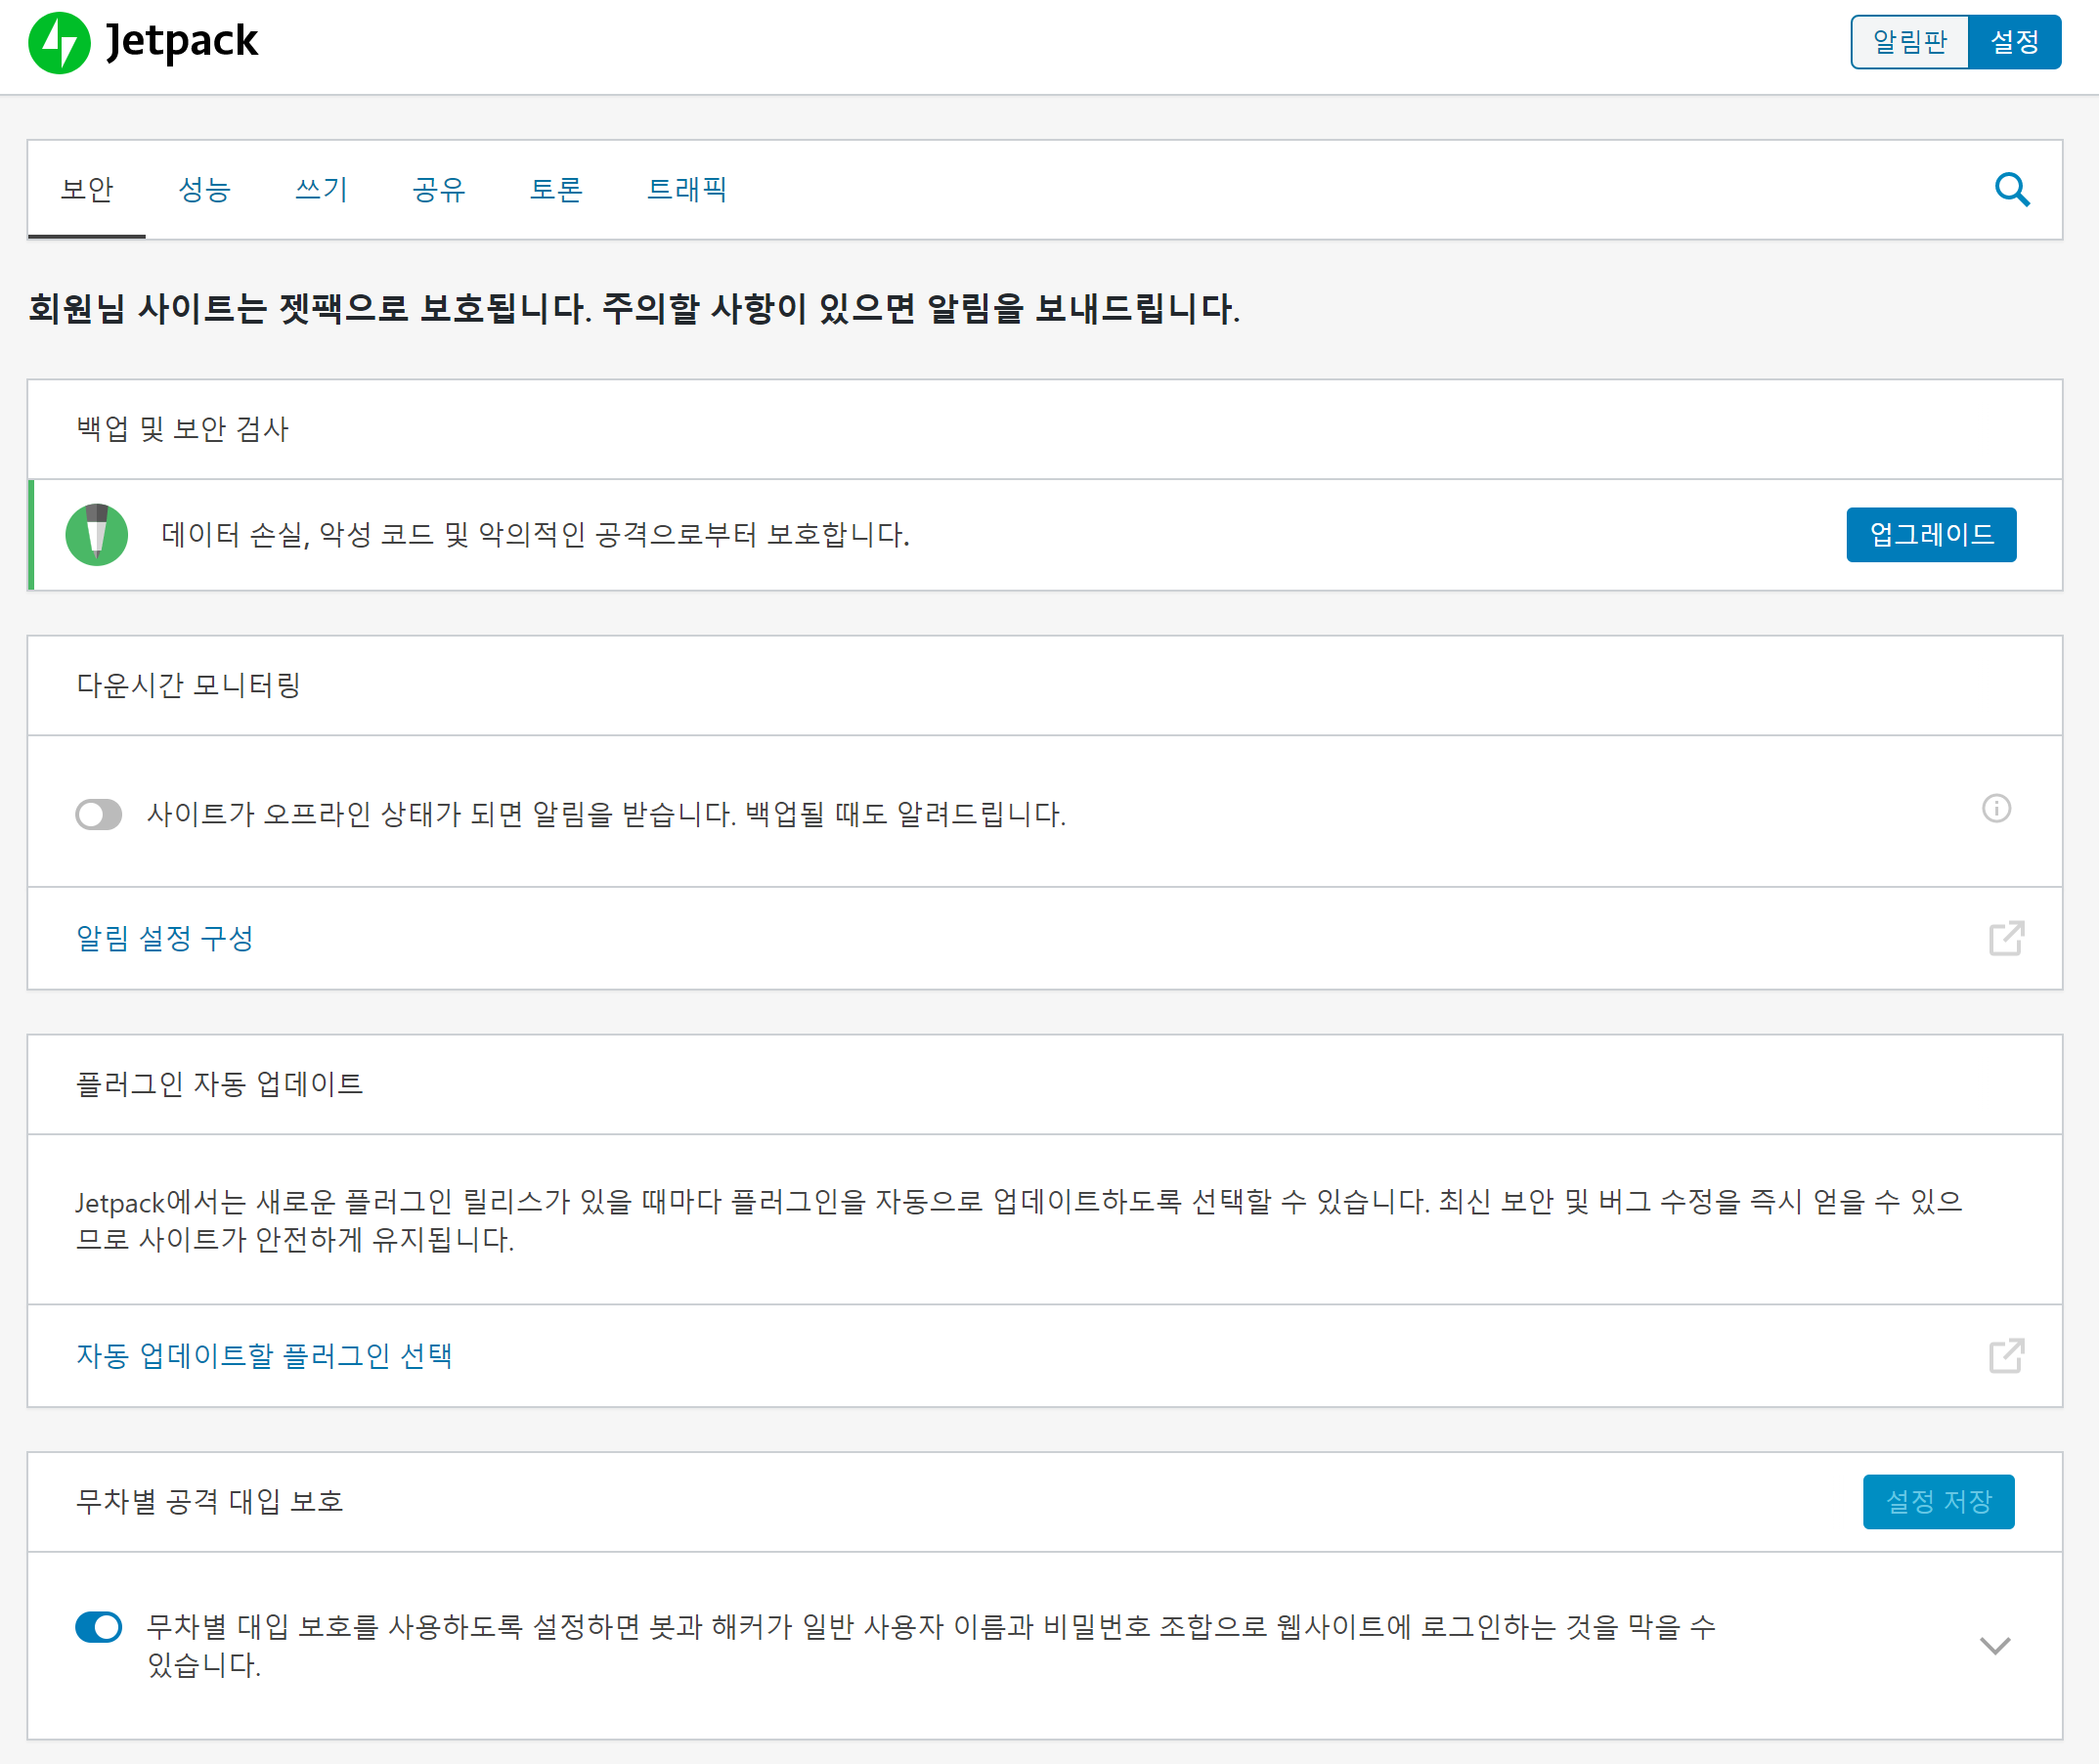 Jetpack
알림판 설정
보안 성능 쓰기 공유 토론 트래픽
회원님 사이트는 젯팩으로 보호됩니다. 주의할 사항이 있으면 알림을 보내드립니다.
백업 및 보안 검사
데이터 손실, 악성 코드 및 악의적인 공격으로부터 보호합니다.
업그레이드
다운시간 모니터링
사이트가 오프라인 상태가 되면 알림을 받습니다. 백업될 때도 알려드립니다.
알림 설정 구성
플러그인 자동 업데이트
Jetpack에서는 새로운 플러그인 릴리스가 있을 때마다 플러그인을 자동으로 업데이트하도록 선택할 수 있습니다. 최신 보안 및 버그 수정을 즉시 얻을 수 있으
므로 사이트가 안전하게 유지됩니다.
자동 업데이트할 플러그인 선택
무차별 공격 대입 보호
설정 저장
무차별 대입 보호를 사용하도록 설정하면 봇과 해커가 일반 사용자 이름과 비밀번호 조합으로 웹사이트에 로그인하는 것을 막을 수
있습니다.